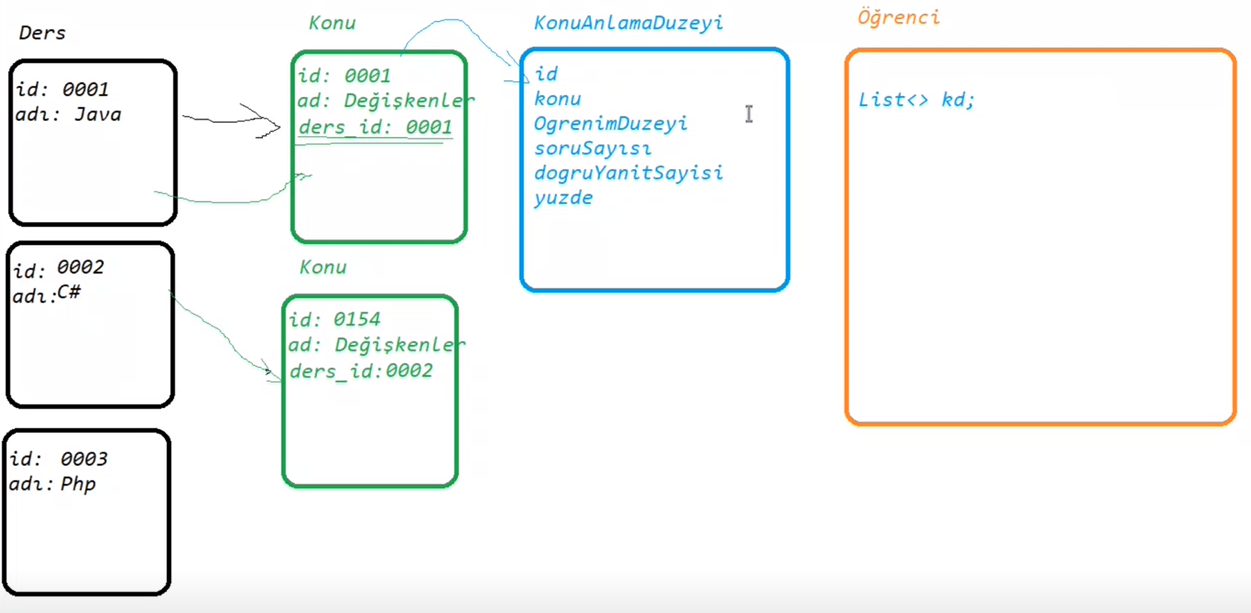 Ders
id: 0001
adı: Java
id: 0002
adı: C#
id: 0003
adı: Php
Konu
id: 0001
ad: Değişkenler
ders_id: 0001
Konu
id: 0154
ad: Değişkenler
ders_id:0002
KonuAnlamaDuzeyi
id
konu
OgrenimDuzeyi
soruSayısı
dogruYanitSayisi
yuzde
Öğrenci
List<> kd;